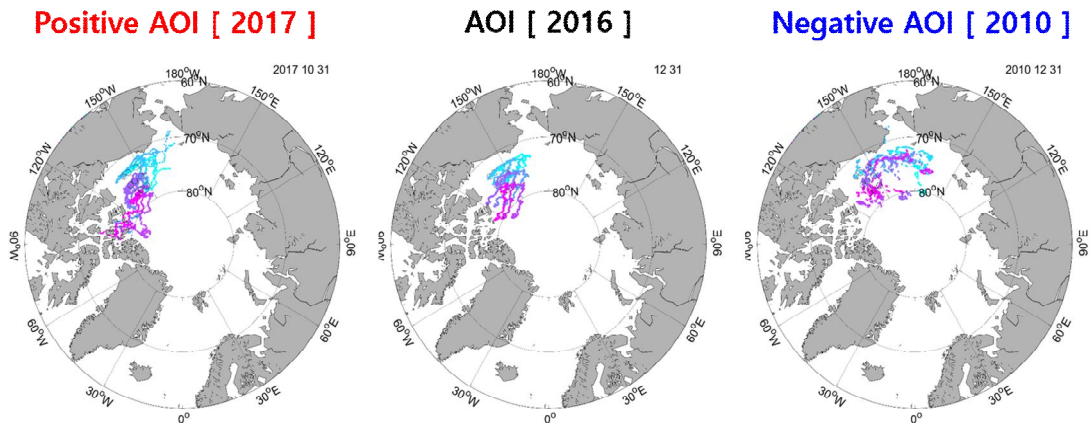 Positive AOI [ 2017 ]
AOI [ 2016 ]
Negative AOI [ 2010 ]
2017 10 31
180°W
60°N
150°W
150°E
70°N
120°W
120°E
80°N
90°W
90°E
60°W
60°E
30°W
30°E
0°
12 31
180°W
60°N
150°W
150°E
70°N
120°W
120°E
80°N
90°W
90°E
60°W
60°E
30°W
30°E
0°
2010 12 31
180°W
60°N
150°W
150°E
70°N
120°W
120°E
80°N
90°W
90°E
60°W
60°E
30°W
30°E
0°